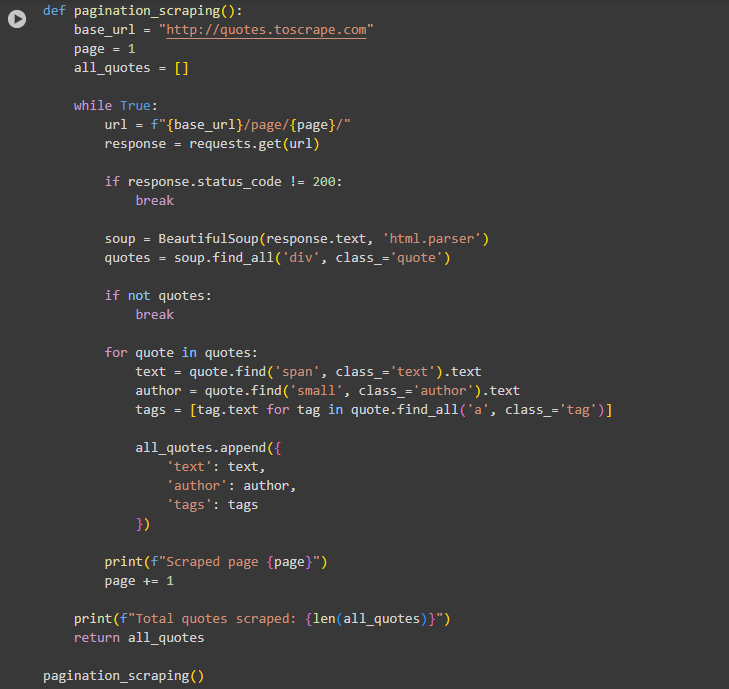 def pagination_scraping():
    base_url = "http://quotes.toscrape.com"
    page = 1
    all_quotes = []

    while True:
        url = f"{base_url}/page/{page}/"
        response = requests.get(url)

        if response.status_code != 200:
            break

        soup = BeautifulSoup(response.text, 'html.parser')
        quotes = soup.find_all('div', class_='quote')

        if not quotes:
            break

        for quote in quotes:
            text = quote.find('span', class_='text').text
            author = quote.find('small', class_='author').text
            tags = [tag.text for tag in quote.find_all('a', class_='tag')]

            all_quotes.append({
                'text': text,
                'author': author,
                'tags': tags
            })

        print(f"Scraped page {page}")
        page += 1

    print(f"Total quotes scraped: {len(all_quotes)}")
    return all_quotes

pagination_scraping()